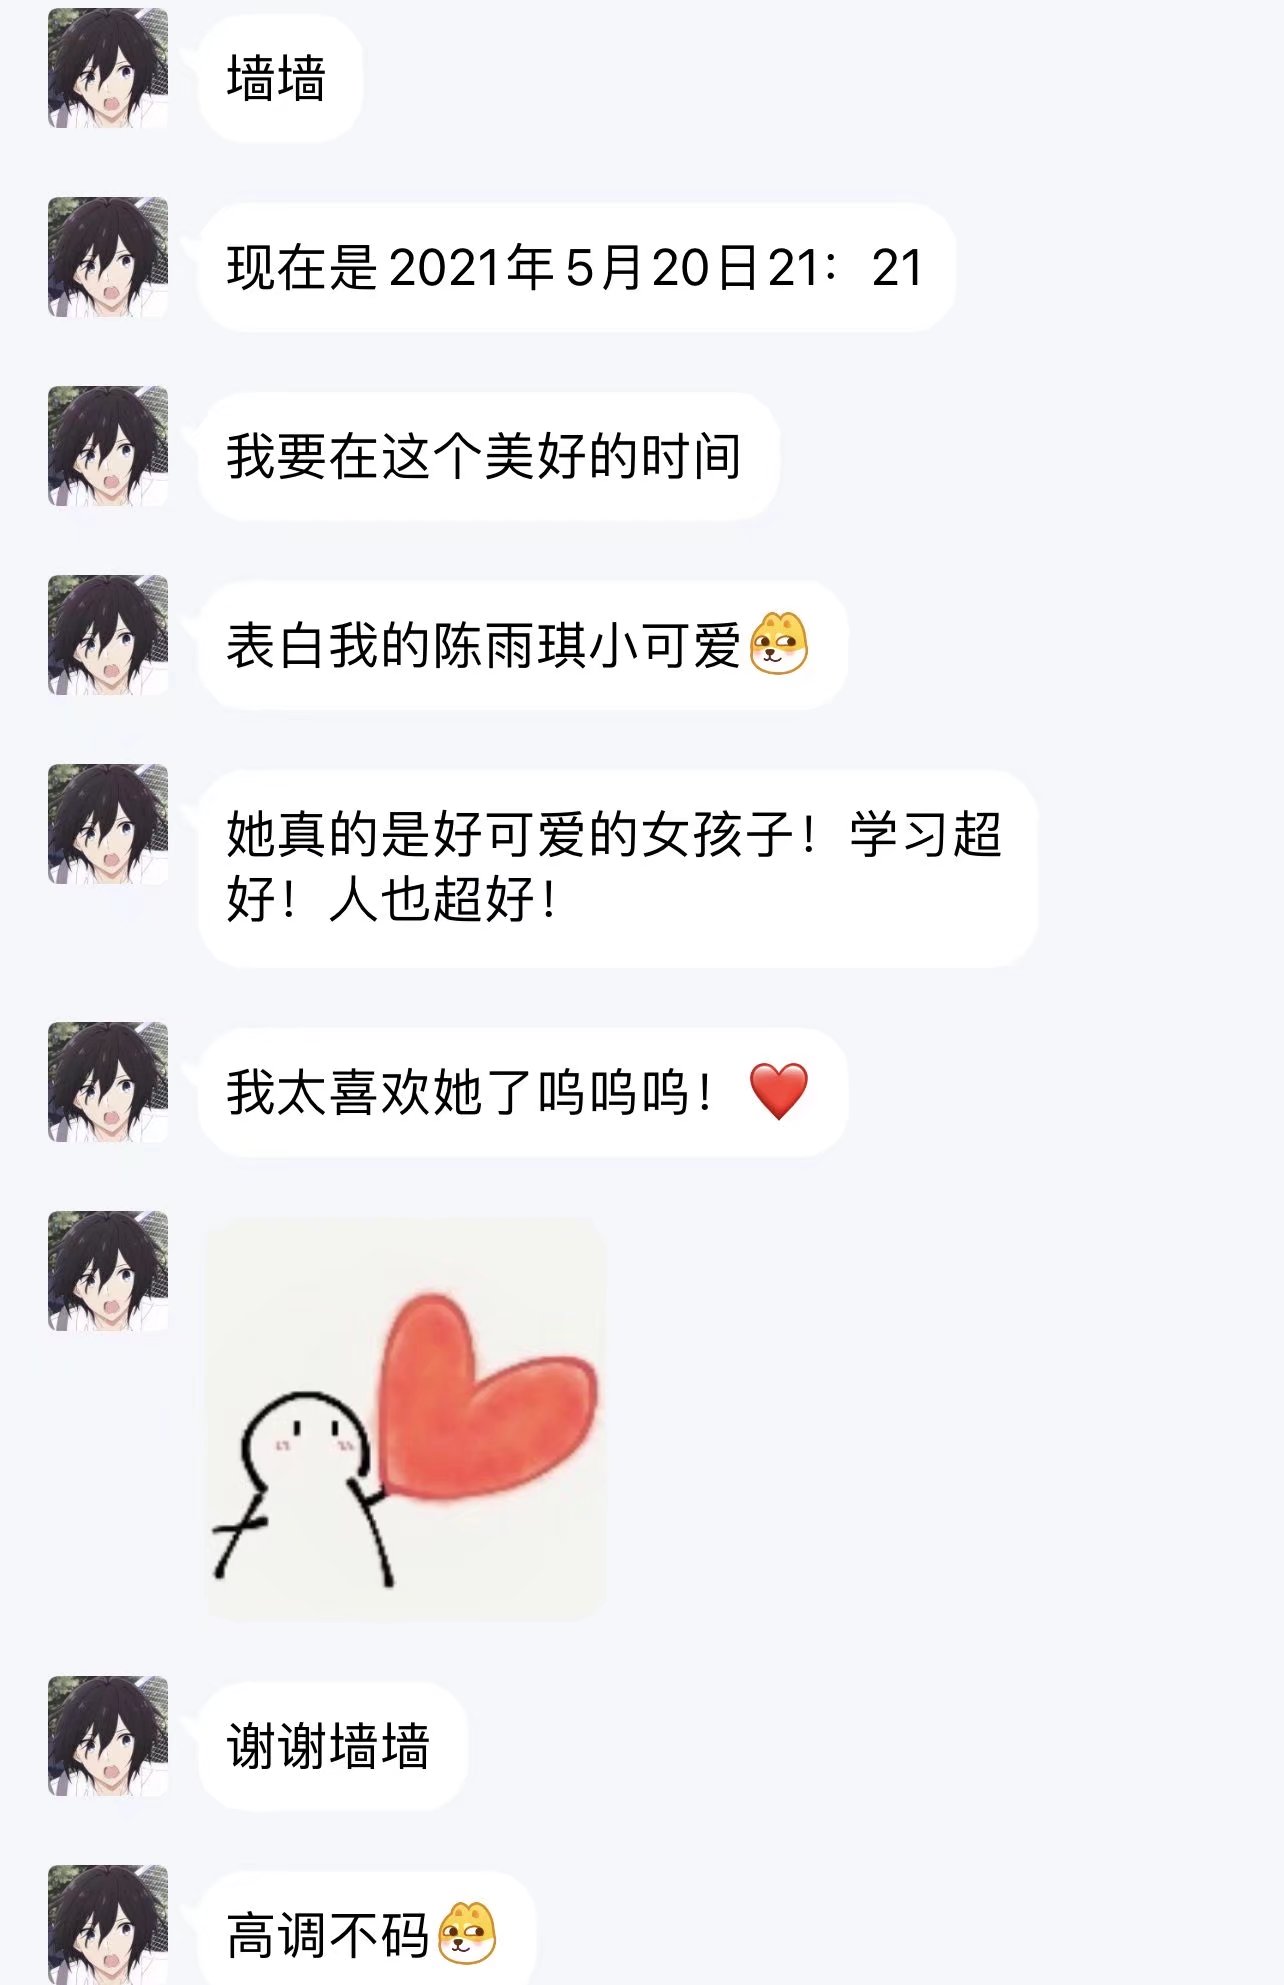 墙墙
现在是2021年5月20日21：21
我要在这个美好的时间
表白我的陈雨琪小可爱
她真的是好可爱的女孩子！学习超
好！人也超好！
我太喜欢她了呜呜呜！❤️
谢谢墙墙
高调不码